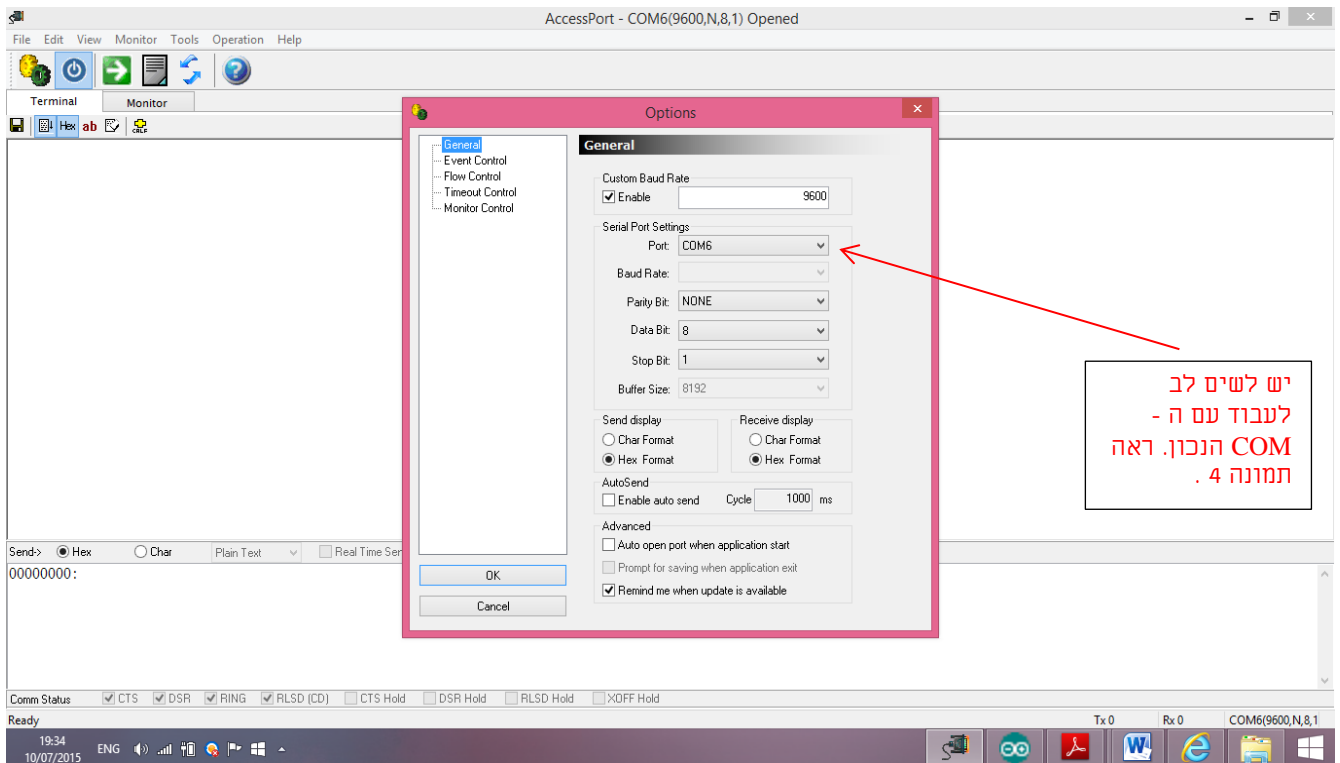 AccessPort - COM6(9600,N,8,1) Opened
File Edit View Monitor Tools Operation Help
Terminal Monitor
Hex ab CRLF
Options
General
Event Control
Flow Control
Timeout Control
Monitor Control
General
Custom Baud Rate
Enable 9600
Serial Port Settings
Port: COM6
Baud Rate:
Parity Bit: NONE
Data Bit: 8
Stop Bit: 1
Buffer Size: 8192
Send display
Char Format
Hex Format
Receive display
Char Format
Hex Format
AutoSend
Enable auto send Cycle 1000 ms
Advanced
Auto open port when application start
Prompt for saving when application exit
Remind me when update is available
OK
Cancel
יש לשים לב
לעבוד עם ה -
COM הנכון. ראה
תמונה 4 .
Send-> Hex Char Plain Text Real Time Ser
00000000:
Comm Status CTS DSR RING RLSD (CD) CTS Hold DSR Hold RLSD Hold XOFF Hold
Ready Tx 0 Rx 0 COM6(9600,N,8,1
19:34
10/07/2015
ENG